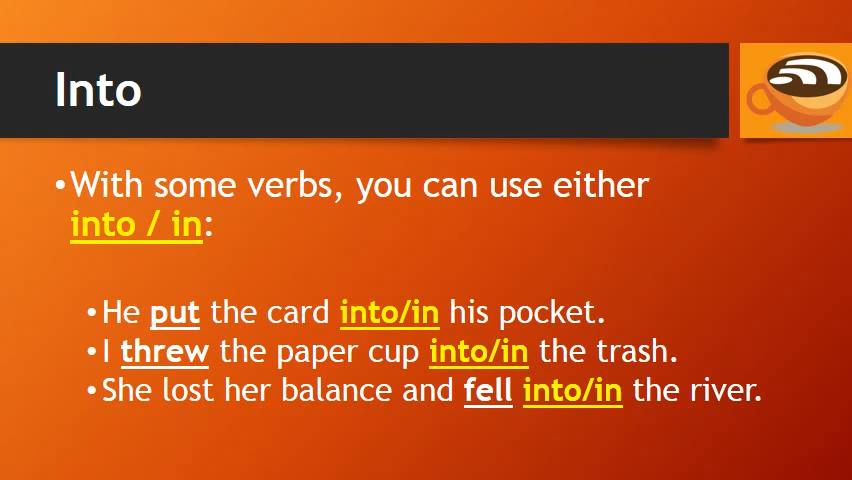 Into
•With some verbs, you can use either
into / in:
•He put the card into/in his pocket.
•I threw the paper cup into/in the trash.
•She lost her balance and fell into/in the river.